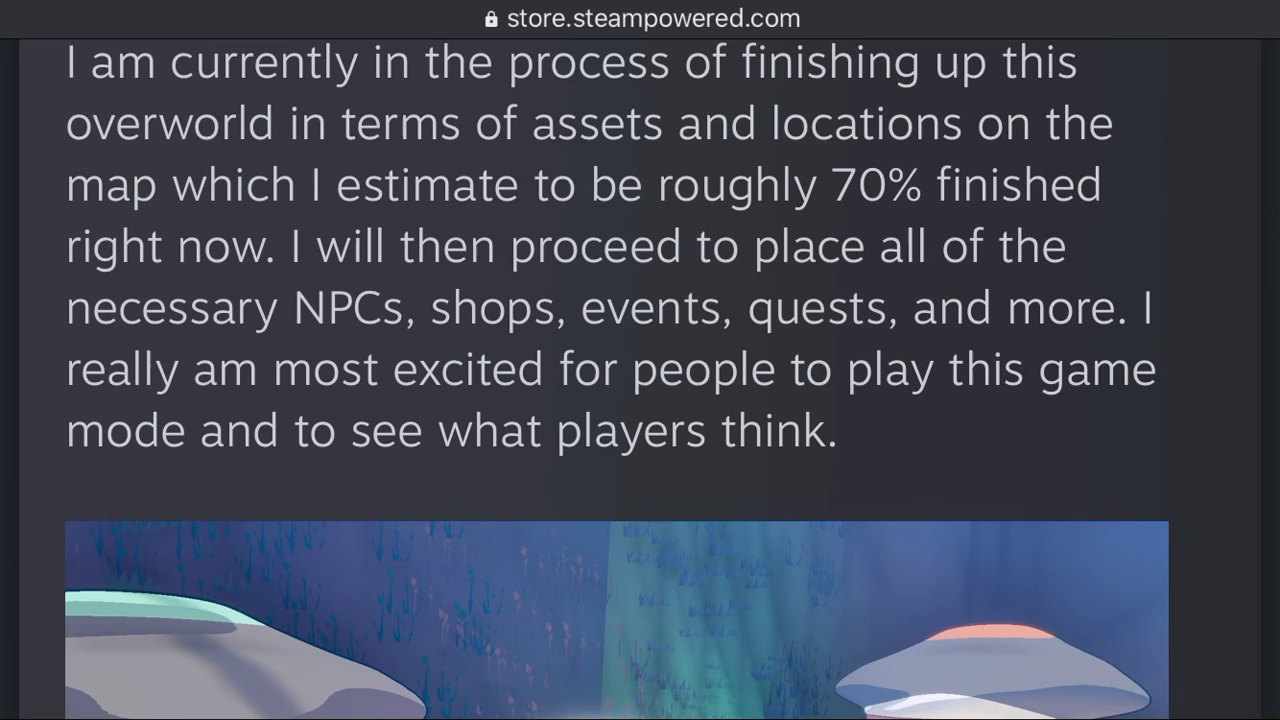 store.steampowered.com
I am currently in the process of finishing up this
overworld in terms of assets and locations on the
map which I estimate to be roughly 70% finished
right now. I will then proceed to place all of the
necessary NPCs, shops, events, quests, and more. I
really am most excited for people to play this game
mode and to see what players think.